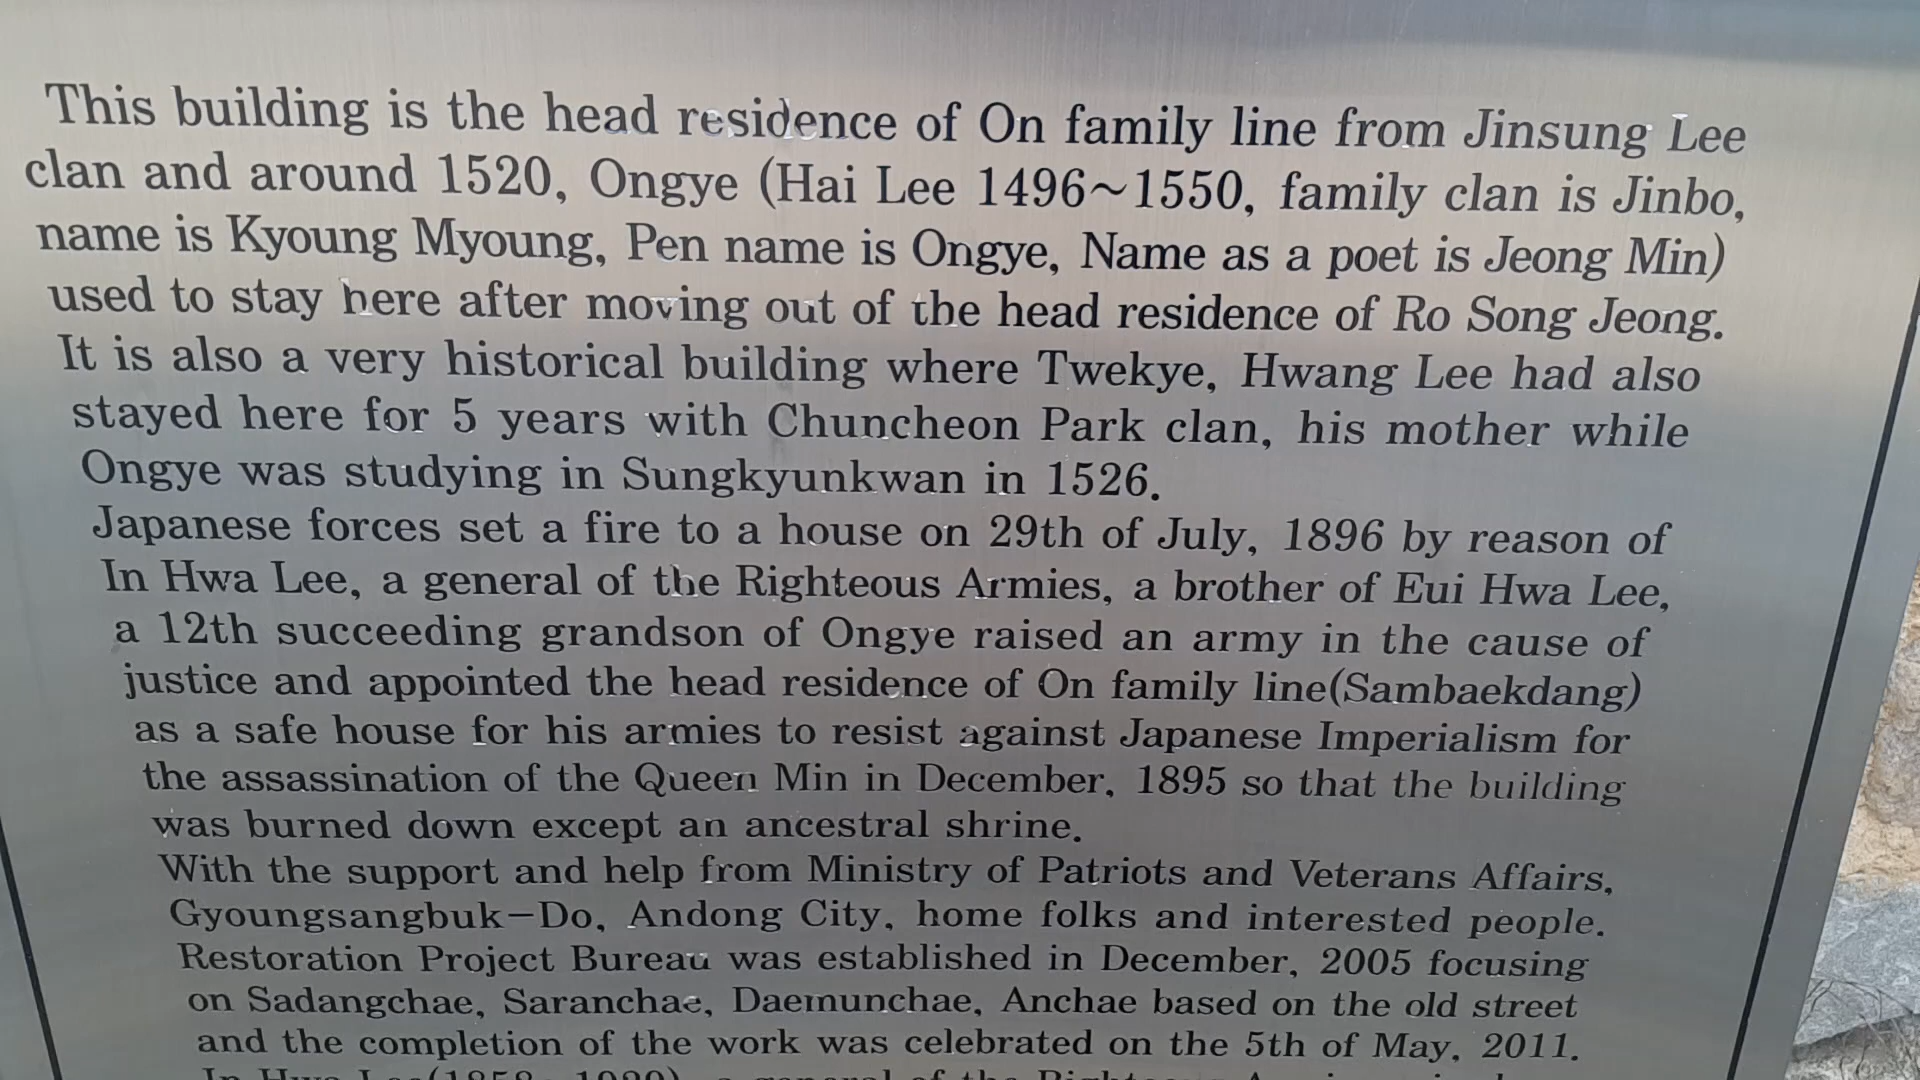 This building is the head residence of On family line from Jinsung Lee
clan and around 1520, Ongye (Hai Lee 1496~1550, family clan is Jinbo,
name is Kyoung Myoung, Pen name is Ongye, Name as a poet is Jeong Min)
used to stay here after moving out of the head residence of Ro Song Jeong.
It is also a very historical building where Twekye, Hwang Lee had also
stayed here for 5 years with Chuncheon Park clan, his mother while
Ongye was studying in Sungkyunkwan in 1526.
Japanese forces set a fire to a house on 29th of July, 1896 by reason of
In Hwa Lee, a general of the Righteous Armies, a brother of Eui Hwa Lee,
a 12th succeeding grandson of Ongye raised an army in the cause of
justice and appointed the head residence of On family line(Sambaekdang)
as a safe house for his armies to resist against Japanese Imperialism for
the assassination of the Queen Min in December, 1895 so that the building
was burned down except an ancestral shrine.
With the support and help from Ministry of Patriots and Veterans Affairs,
Gyoungsangbuk-Do, Andong City, home folks and interested people.
Restoration Project Bureau was established in December, 2005 focusing
on Sadangchae, Saranchae, Daemunchae, Anchae based on the old street
and the completion of the work was celebrated on the 5th of May, 2011.